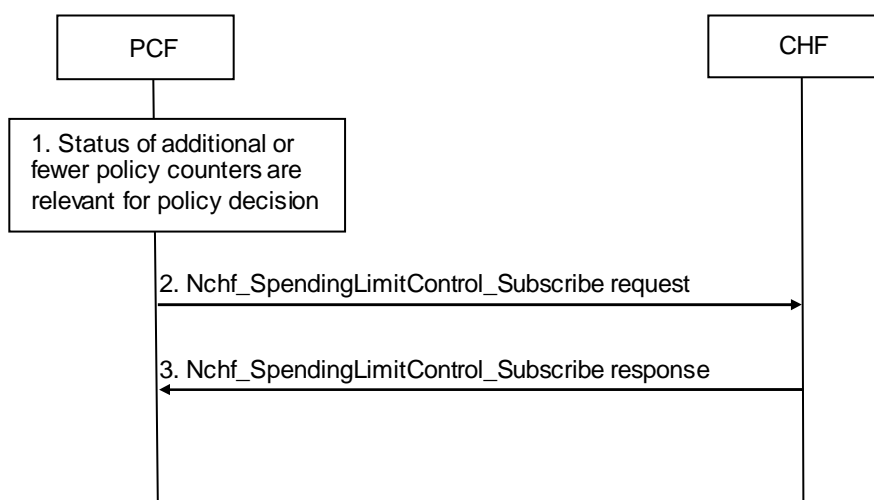 PCF
CHF
1. Status of additional or
fewer policy counters are
relevant for policy decision
2. Nchf_SpendingLimitControl_Subscribe request
3. Nchf_SpendingLimitControl_Subscribe response